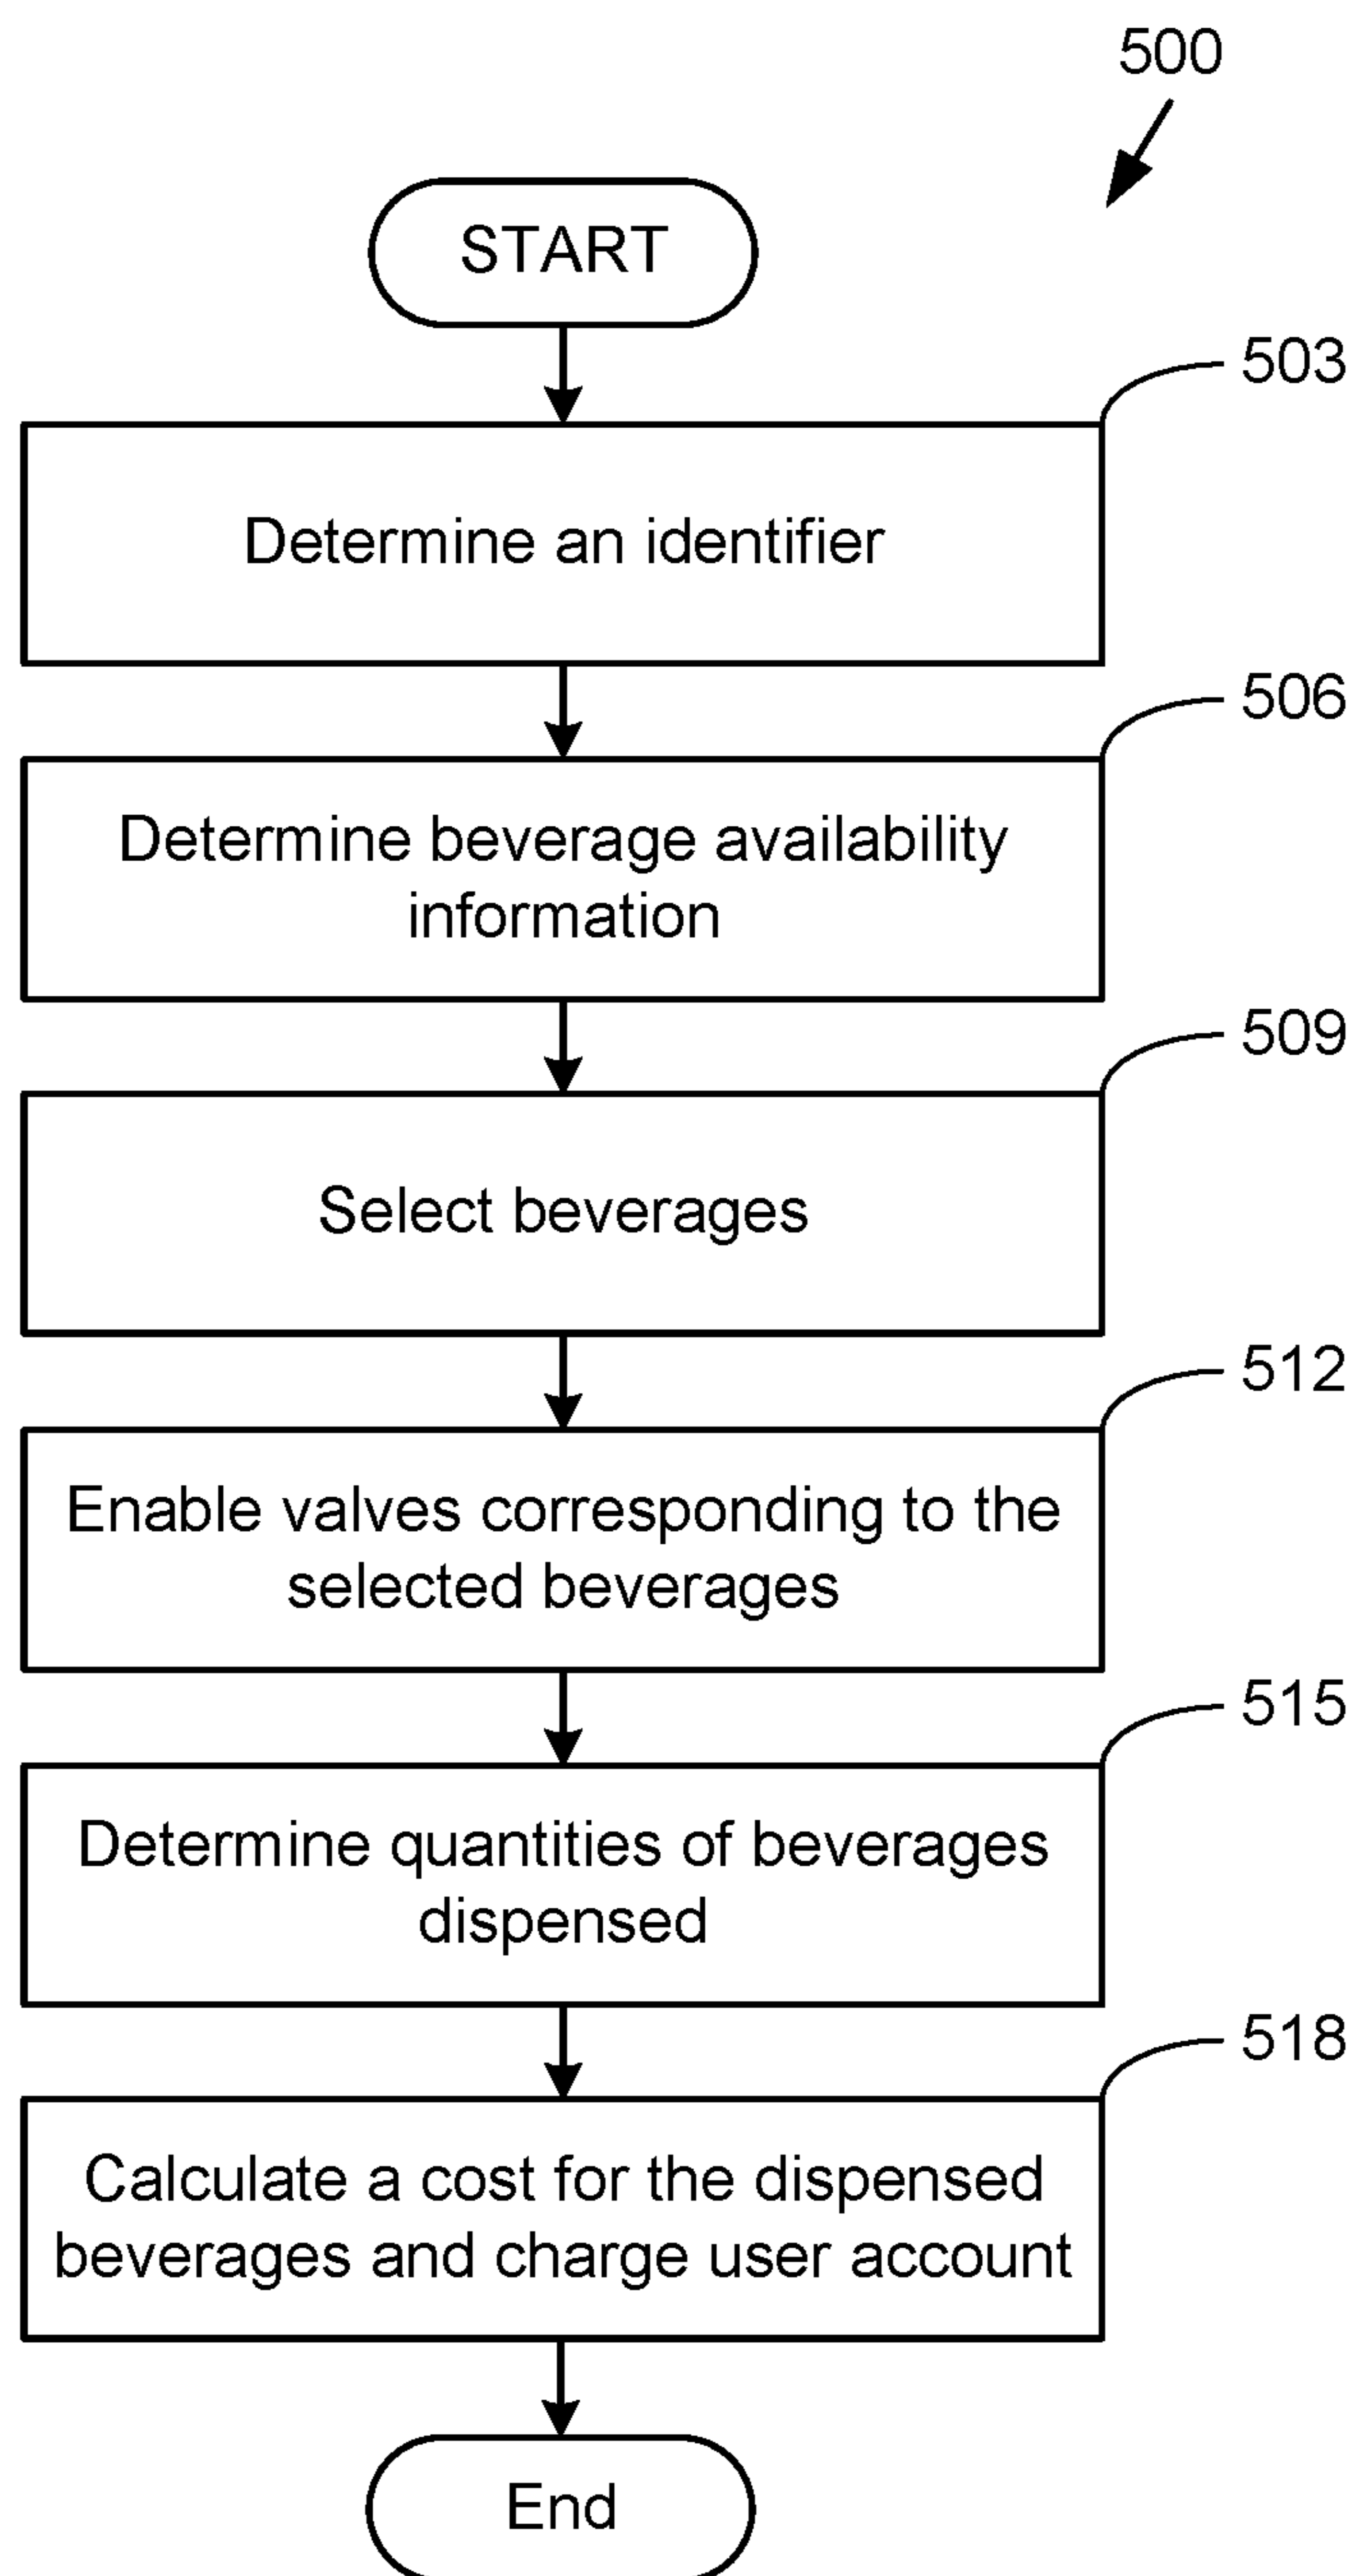 500
START
503
Determine an identifier
506
Determine beverage availability
information
509
Select beverages
512
Enable valves corresponding to the
selected beverages
515
Determine quantities of beverages
dispensed
518
Calculate a cost for the dispensed
beverages and charge user account
End